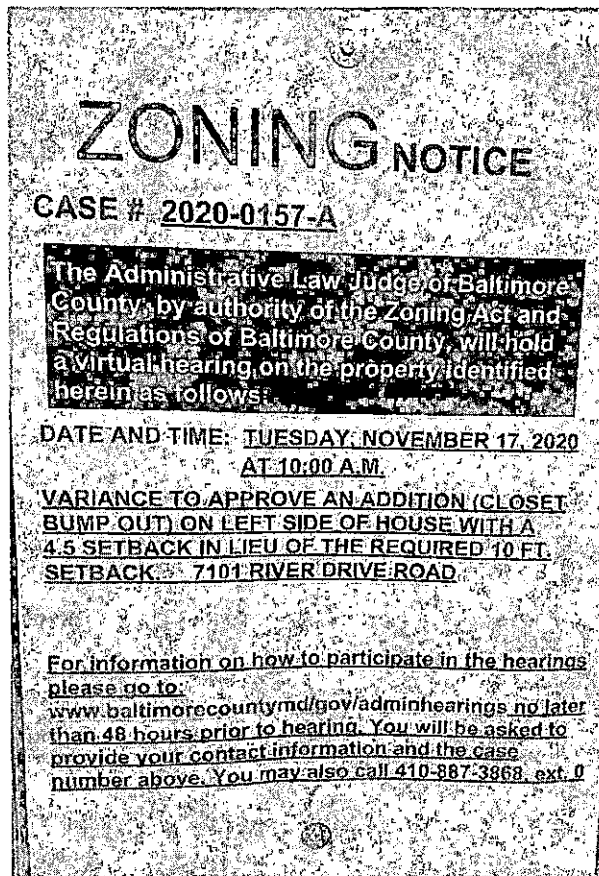 ZONING NOTICE
CASE # 2020-0157-A
The Administrative Law Judge of Baltimore
County, by authority of the Zoning Act and
Regulations of Baltimore County, will hold
a virtual hearing on the property identified
herein as follows:
DATE AND TIME: TUESDAY, NOVEMBER 17, 2020
AT 10:00 A.M.
VARIANCE TO APPROVE AN ADDITION (CLOSET
BUMP OUT) ON LEFT SIDE OF HOUSE WITH A
4.5 SETBACK IN LIEU OF THE REQUIRED 10 FT.
SETBACK. 7101 RIVER DRIVE ROAD
For information on how to participate in the hearings
please go to:
www.baltimorecountymd/gov/adminhearings no later
than 48 hours prior to hearing. You will be asked to
provide your contact information and the case
number above. You may also call 410-887-3868, ext. 0